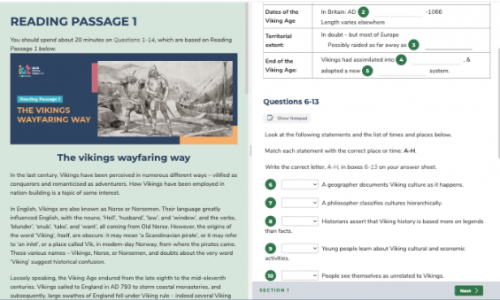 READING PASSAGE 1
You should spend about 20 minutes on Questions 1-14, which are based on Reading
Passage 1 below.
Reading Passage 1
THE VIKINGS
WAYFARING WAY
The vikings wayfaring way
In the last century, Vikings have been perceived in numerous different ways – vilified as
conquerors and romanticised as adventurers. How Vikings have been employed in
nation-building is a topic of some interest.
In English, Vikings are also known as Norse or Norsemen. Their language greatly
influenced English, with the nouns, 'Hell', 'husband', 'law', and 'window', and the verbs,
'blunder', 'snub', 'take', and 'want', all coming from Old Norse. However, the origins of
the word 'Viking', itself, are obscure: it may mean 'a Scandinavian pirate', or it may refer
to 'an inlet', or a place called Vik, in modern-day Norway, from where the pirates came.
These various names – Vikings, Norse, or Norsemen, and doubts about the very word
'Viking' suggest historical confusion.
Loosely speaking, the Viking Age endured from the late eighth to the mid-eleventh
centuries. Vikings sailed to England in AD 793 to storm coastal monasteries, and
subsequently, large swathes of England fell under Viking rule – indeed several Viking
Dates of the
Viking Age
In Britain: AD 2 -1066
Length varies elsewhere
Territorial
extent:
In doubt - but most of Europe
Possibly raided as far away as 3
End of the
Viking Age:
Vikings had assimilated into 4 , &
adopted a new 5 system.
Questions 6-13
Show Notepad
Look at the following statements and the list of times and places below.
Match each statement with the correct place or time: A-H.
Write the correct letter, A-H, in boxes 6-13 on your answer sheet.
6 A geographer documents Viking culture as it happens.
7 A philosopher classifies cultures hierarchically.
8 Historians assert that Viking history is based more on legends
than facts.
9 Young people learn about Viking cultural and economic
activities.
10 People see themselves as unrelated to Vikings.
SECTION 1
Next